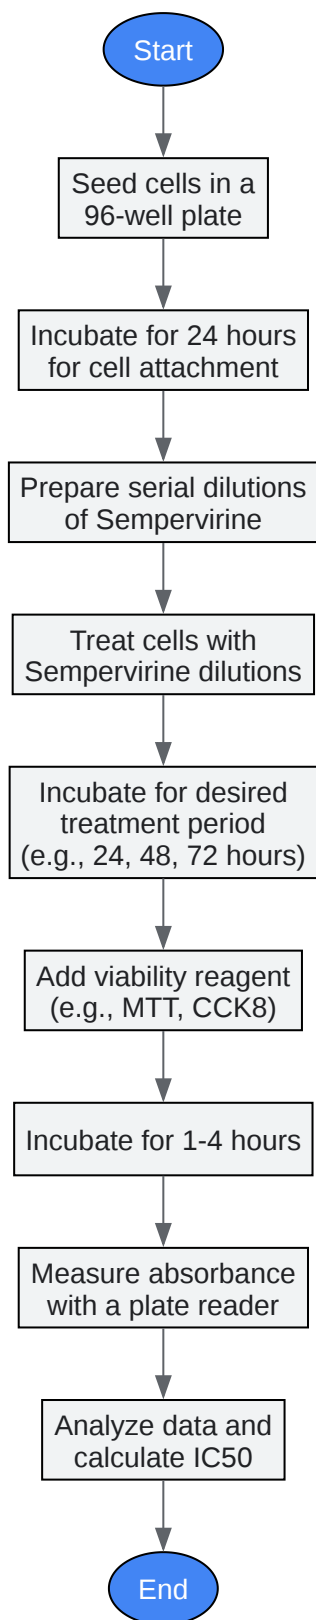 Start
Seed cells in a
96-well plate
Incubate for 24 hours
for cell attachment
Prepare serial dilutions
of Sempervirine
Treat cells with
Sempervirine dilutions
Incubate for desired
treatment period
(e.g., 24, 48, 72 hours)
Add viability reagent
(e.g., MTT, CCK8)
Incubate for 1-4 hours
Measure absorbance
with a plate reader
Analyze data and
calculate IC50
End